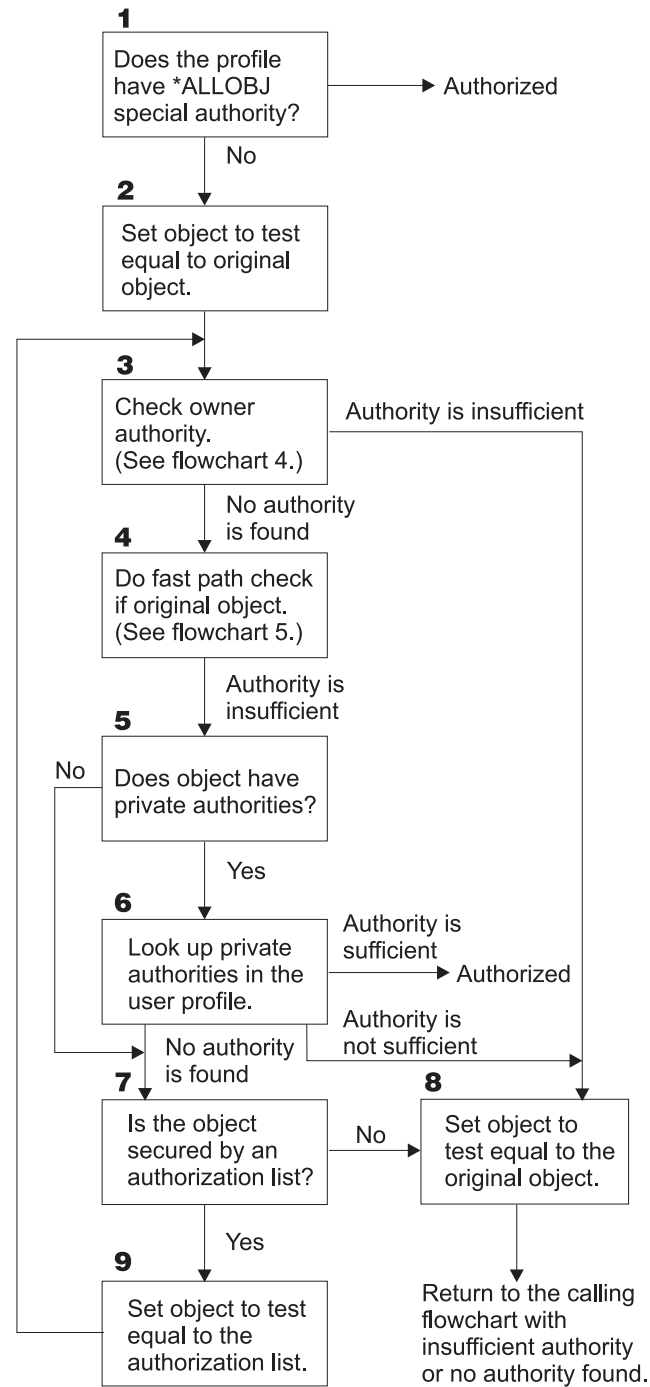 1
Does the profile
have *ALLOBJ
special authority?
Authorized
No
2
Set object to test
equal to original
object.
3
Check owner
authority.
(See flowchart 4.)
Authority is insufficient
No authority
is found
4
Do fast path check
if original object.
(See flowchart 5.)
Authority is
insufficient
5
No
Does object have
private authorities?
Yes
6
Look up private
authorities in the
user profile.
Authority is
sufficient
Authorized
Authority is
not sufficient
No authority
is found
7
Is the object
secured by an
authorization list?
No
8
Set object to
test equal to the
original object.
Yes
9
Set object to test
equal to the
authorization list.
Return to the calling
flowchart with
insufficient authority
or no authority found.